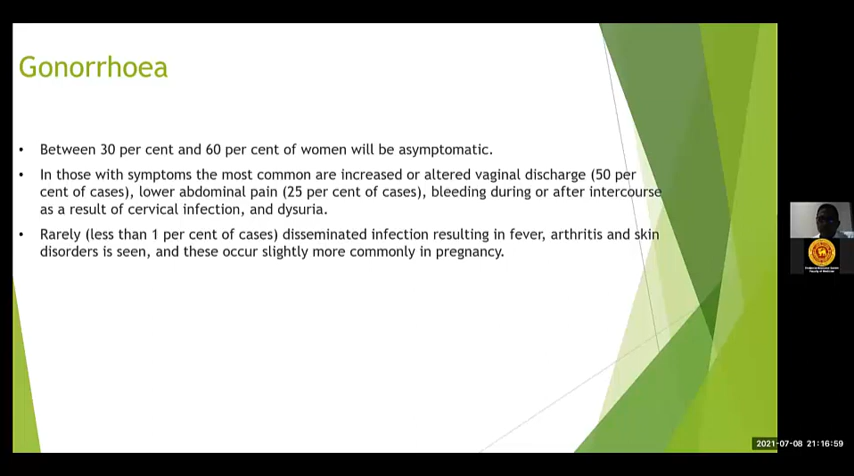 Gonorrhoea
• Between 30 per cent and 60 per cent of women will be asymptomatic.
• In those with symptoms the most common are increased or altered vaginal discharge (50 per
cent of cases), lower abdominal pain (25 per cent of cases), bleeding during or after intercourse
as a result of cervical infection, and dysuria.
• Rarely (less than 1 per cent of cases) disseminated infection resulting in fever, arthritis and skin
disorders is seen, and these occur slightly more commonly in pregnancy.
2021-07-08 21:16:59